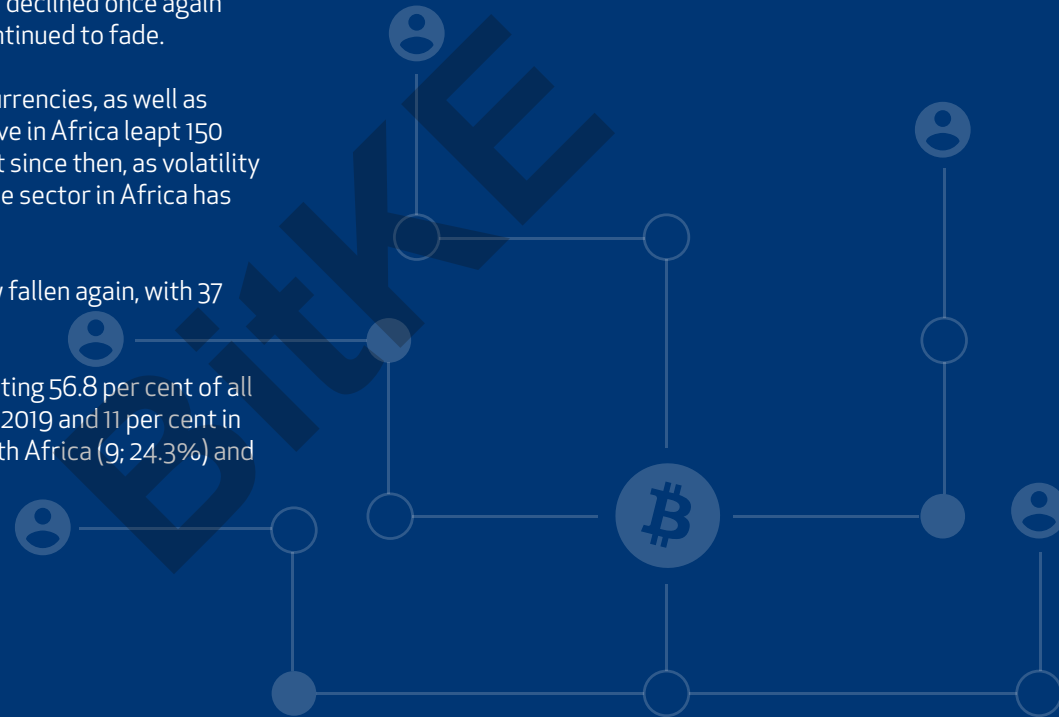 declined once again
ntinued to fade.
urrencies, as well as
ve in Africa leapt 150
t since then, as volatility
e sector in Africa has
y fallen again, with 37
ting 56.8 per cent of all
2019 and 11 per cent in
th Africa (9; 24.3%) and
BitKE